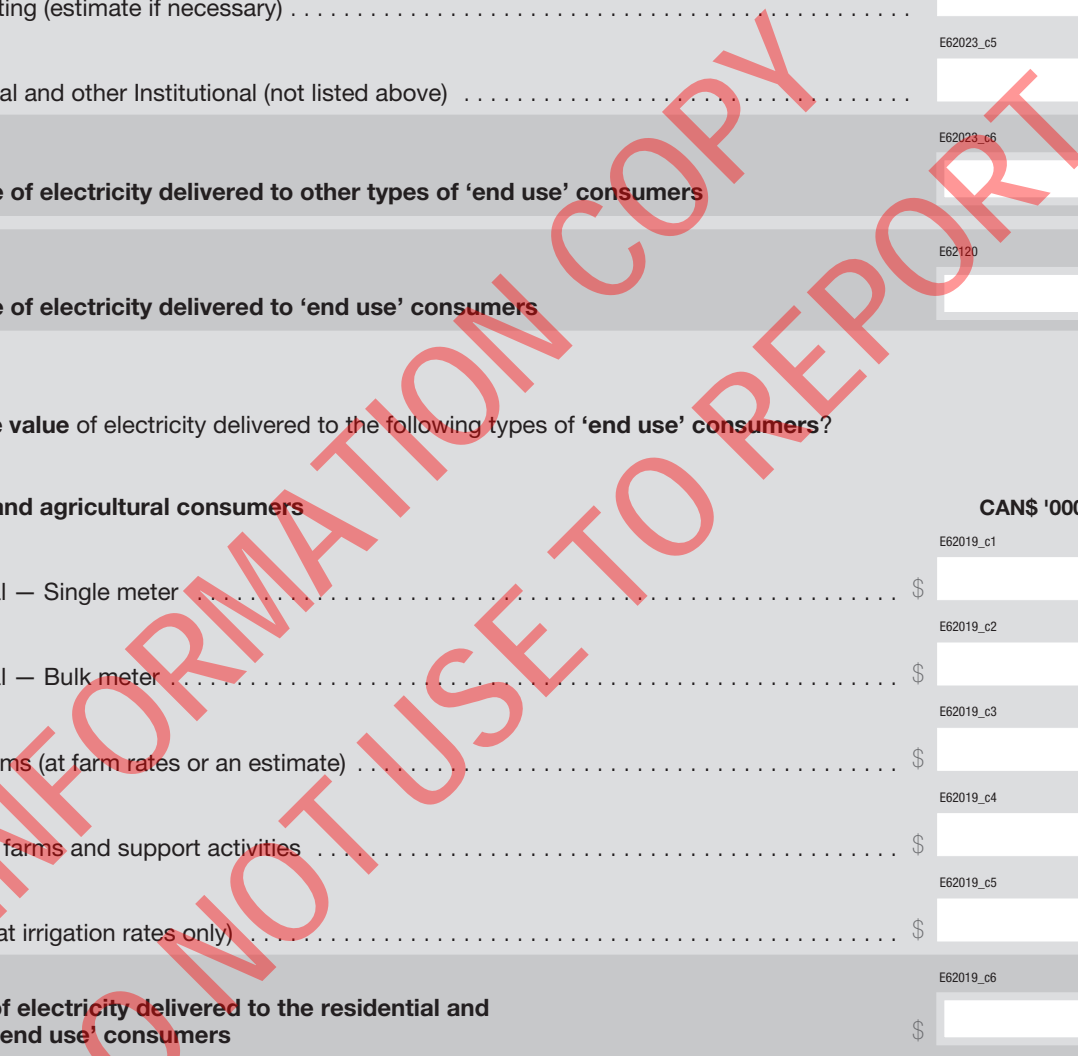 ting (estimate if necessary)
E62023_c5
al and other Institutional (not listed above)
E62023_c6
e of electricity delivered to other types of ‘end use’ consumers
E62120
e of electricity delivered to ‘end use’ consumers
e value of electricity delivered to the following types of ‘end use’ consumers?
and agricultural consumers
CAN$ '000
E62019_c1
l — Single meter $
E62019_c2
l — Bulk meter $
E62019_c3
ms (at farm rates or an estimate) $
E62019_c4
farms and support activities $
E62019_c5
at irrigation rates only) $
E62019_c6
of electricity delivered to the residential and
end use’ consumers $
INFORMATION COPY
O NOT USE TO REPORT